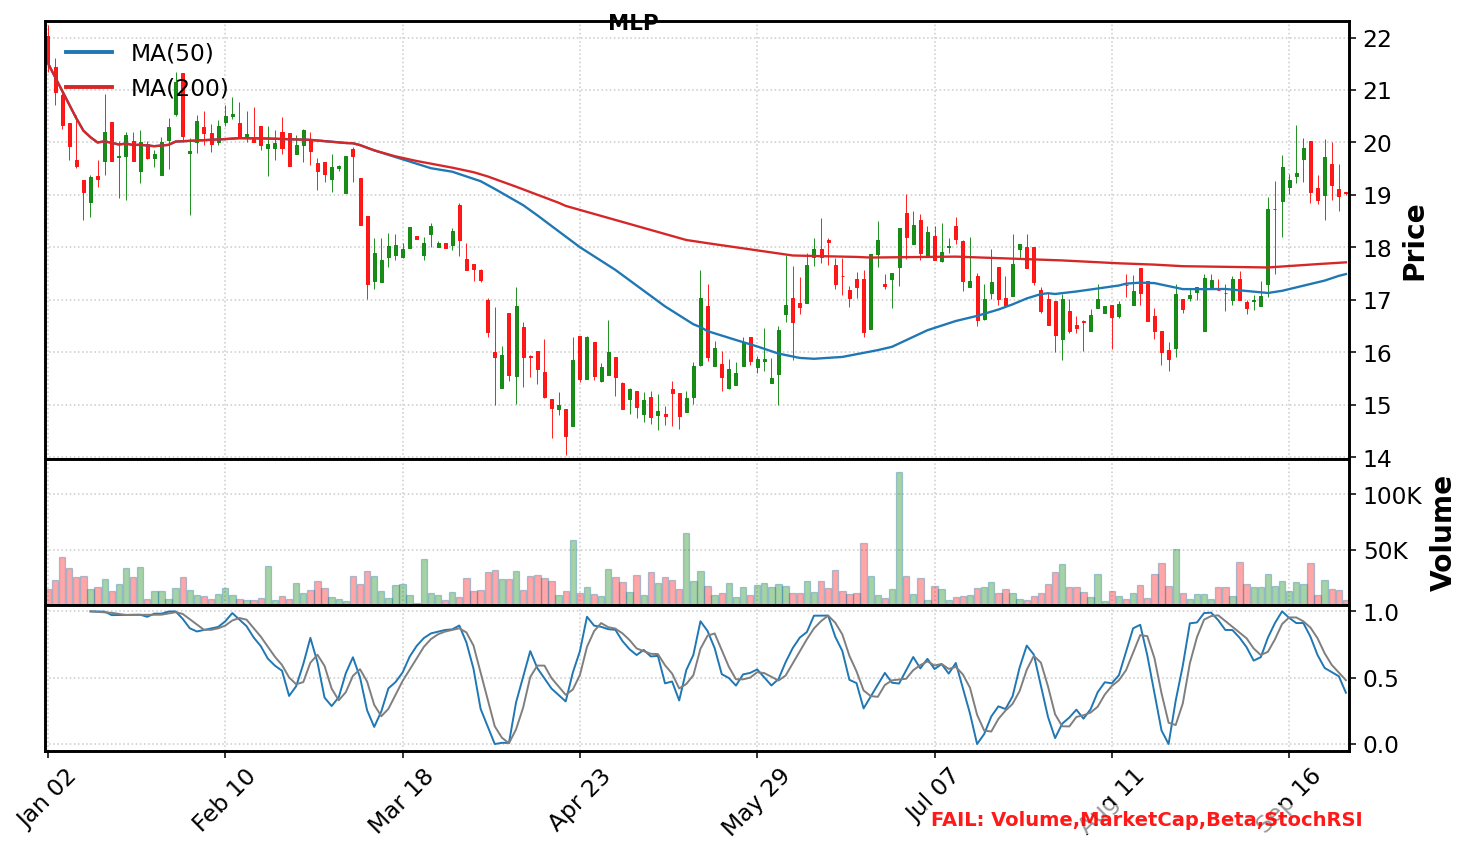 MLP
MA(50)
MA(200)
22
21
20
19
18
17
16
15
14
Price
100K
50K
Volume
1.0
0.5
0.0
Jan 02
Feb 10
Mar 18
Apr 23
May 29
Jul 07
Aug 11
Sep 16
FAIL: Volume,MarketCap,Beta,StochRSI